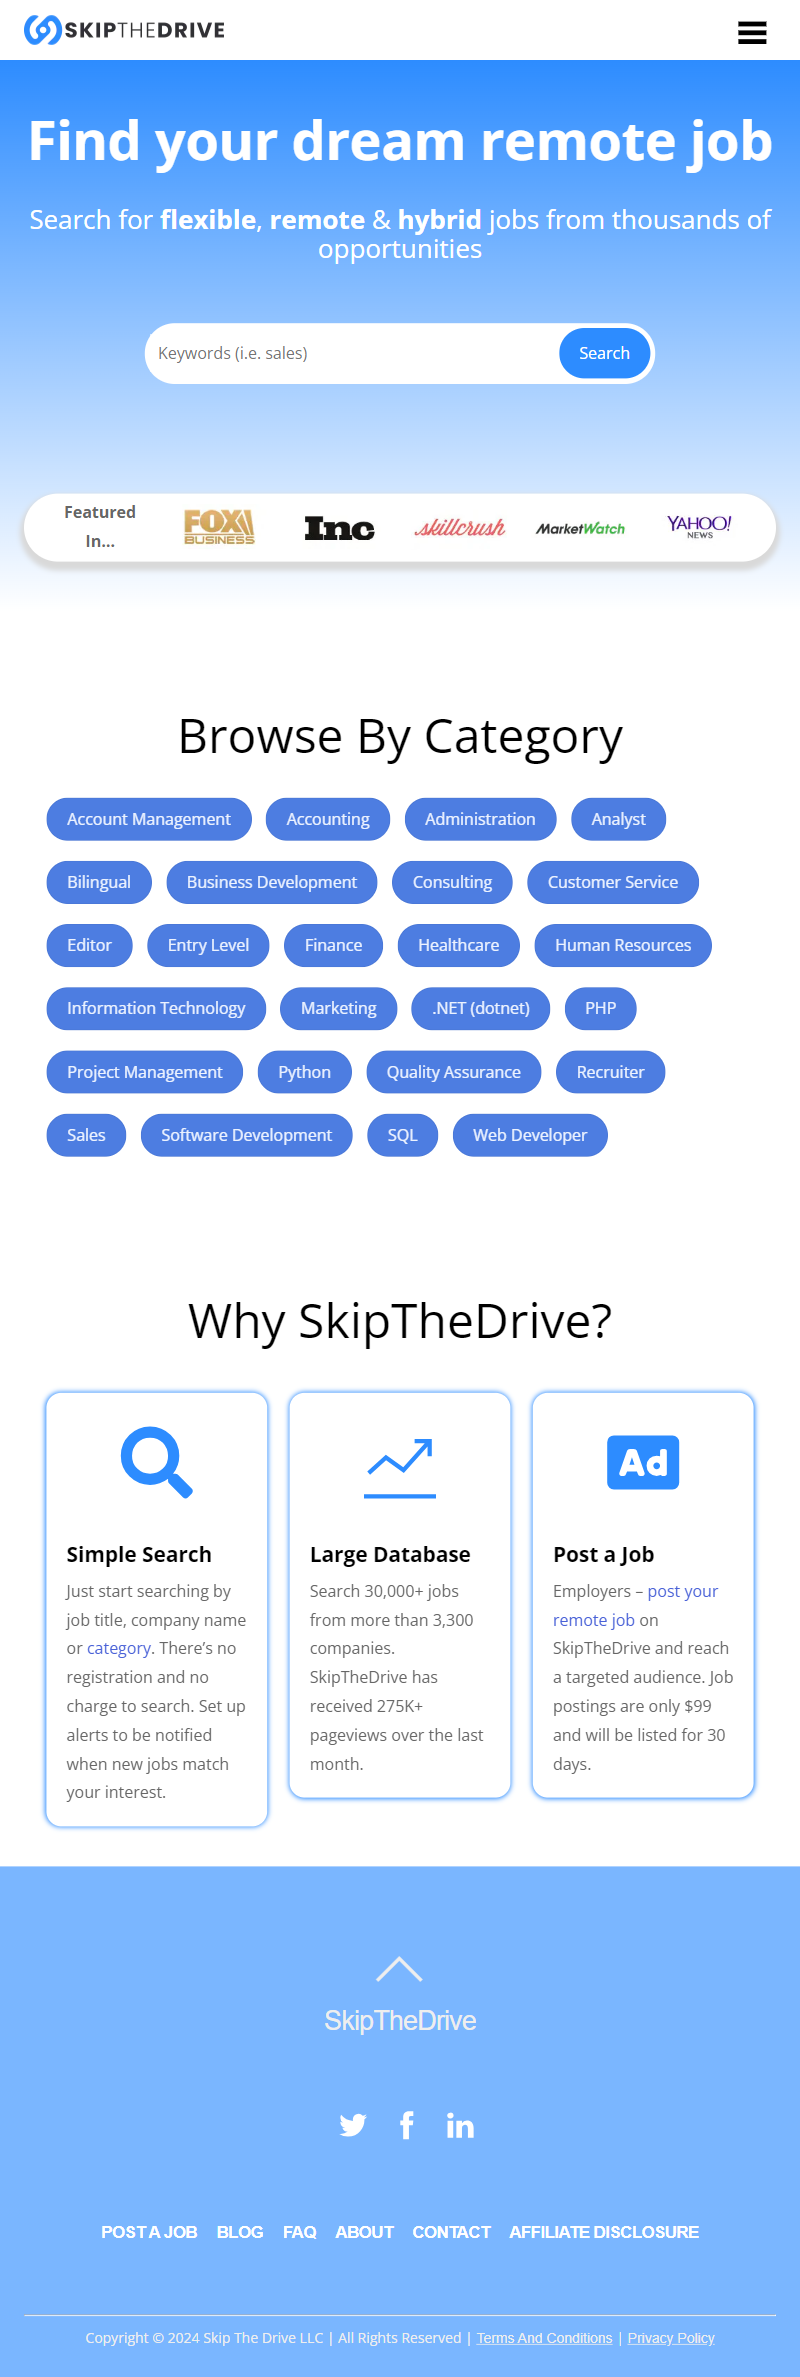 SKIPTHEDRIVE
Find your dream remote job
Search for flexible, remote & hybrid jobs from thousands of
opportunities
Keywords (i.e. sales)
Search
Featured
In...
FOX
BUSINESS
Inc
skillcrush
MarketWatch
YAHOO!
NEWS
Browse By Category
Account Management
Accounting
Administration
Analyst
Bilingual
Business Development
Consulting
Customer Service
Editor
Entry Level
Finance
Healthcare
Human Resources
Information Technology
Marketing
.NET (dotnet)
PHP
Project Management
Python
Quality Assurance
Recruiter
Sales
Software Development
SQL
Web Developer
Why SkipTheDrive?
Simple Search
Just start searching by
job title, company name
or category. There’s no
registration and no
charge to search. Set up
alerts to be notified
when new jobs match
your interest.
Large Database
Search 30,000+ jobs
from more than 3,300
companies.
SkipTheDrive has
received 275K+
pageviews over the last
month.
Ad
Post a Job
Employers – post your
remote job on
SkipTheDrive and reach
a targeted audience. Job
postings are only $99
and will be listed for 30
days.
SkipTheDrive
POST A JOB BLOG FAQ ABOUT CONTACT AFFILIATE DISCLOSURE
Copyright © 2024 Skip The Drive LLC | All Rights Reserved | Terms And Conditions | Privacy Policy